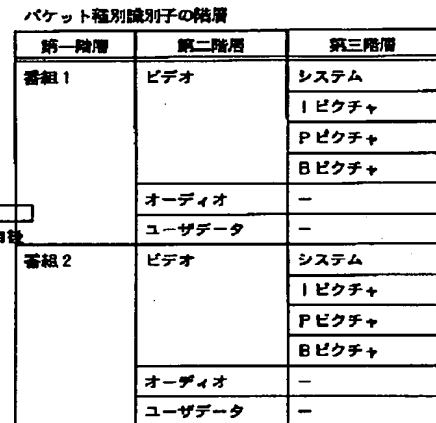 パケット種別識別子の階層
第一階層 第二階層 第三階層
番組1 ビデオ システム
Iピクチャ
Pピクチャ
Bピクチャ
オーディオ –
ユーザデータ –
番組2 ビデオ システム
Iピクチャ
Pピクチャ
Bピクチャ
オーディオ –
ユーザデータ –